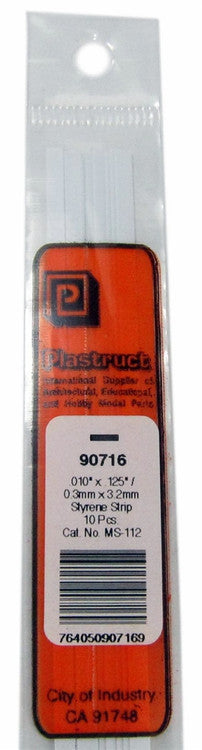 P
Plastruct
International Supplier of
Architectural, Educational,
and Hobby Model Parts
90716
.010" x .125" /
0.3mm x 3.2mm
Styrene Strip
10 Pcs.
Cat. No. MS-112
764050907169
City of Industry
CA 91748